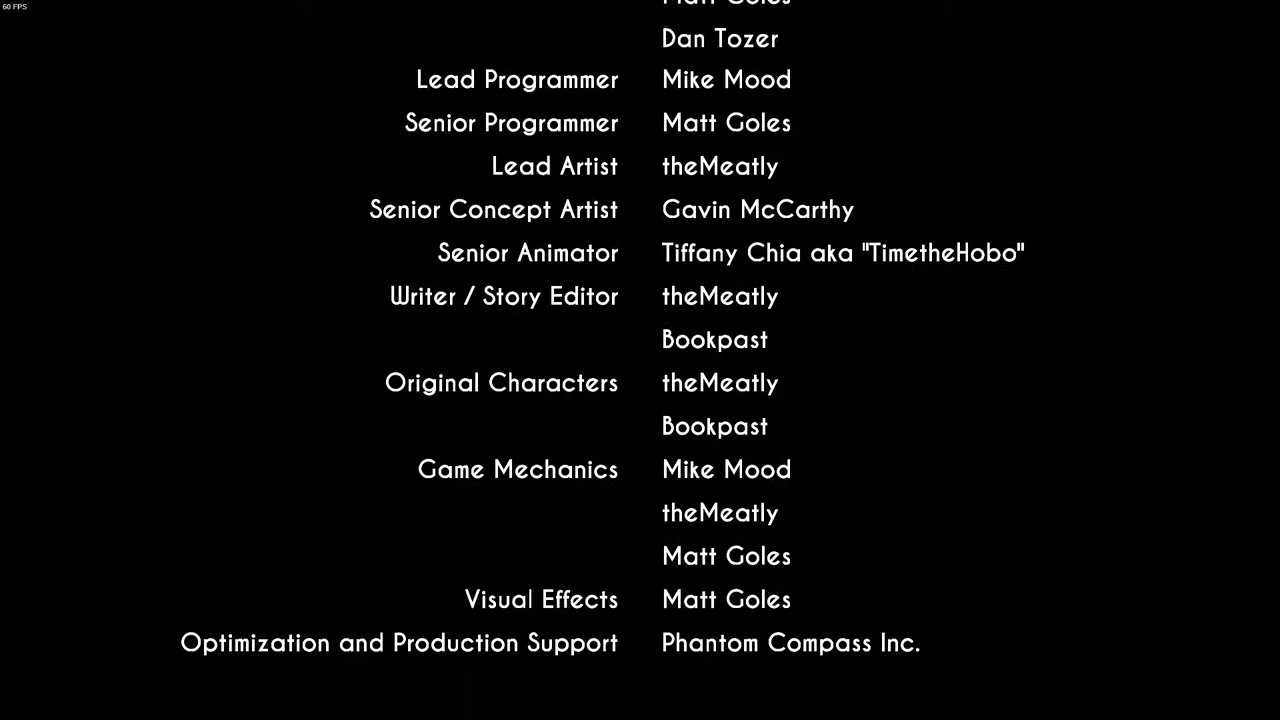 60 FPS
Matt Goles
Dan Tozer
Lead Programmer Mike Mood
Senior Programmer Matt Goles
Lead Artist theMeatly
Senior Concept Artist Gavin McCarthy
Senior Animator Tiffany Chia aka "TimetheHobo"
Writer / Story Editor theMeatly
Bookpast
Original Characters theMeatly
Bookpast
Game Mechanics Mike Mood
theMeatly
Matt Goles
Visual Effects Matt Goles
Optimization and Production Support Phantom Compass Inc.